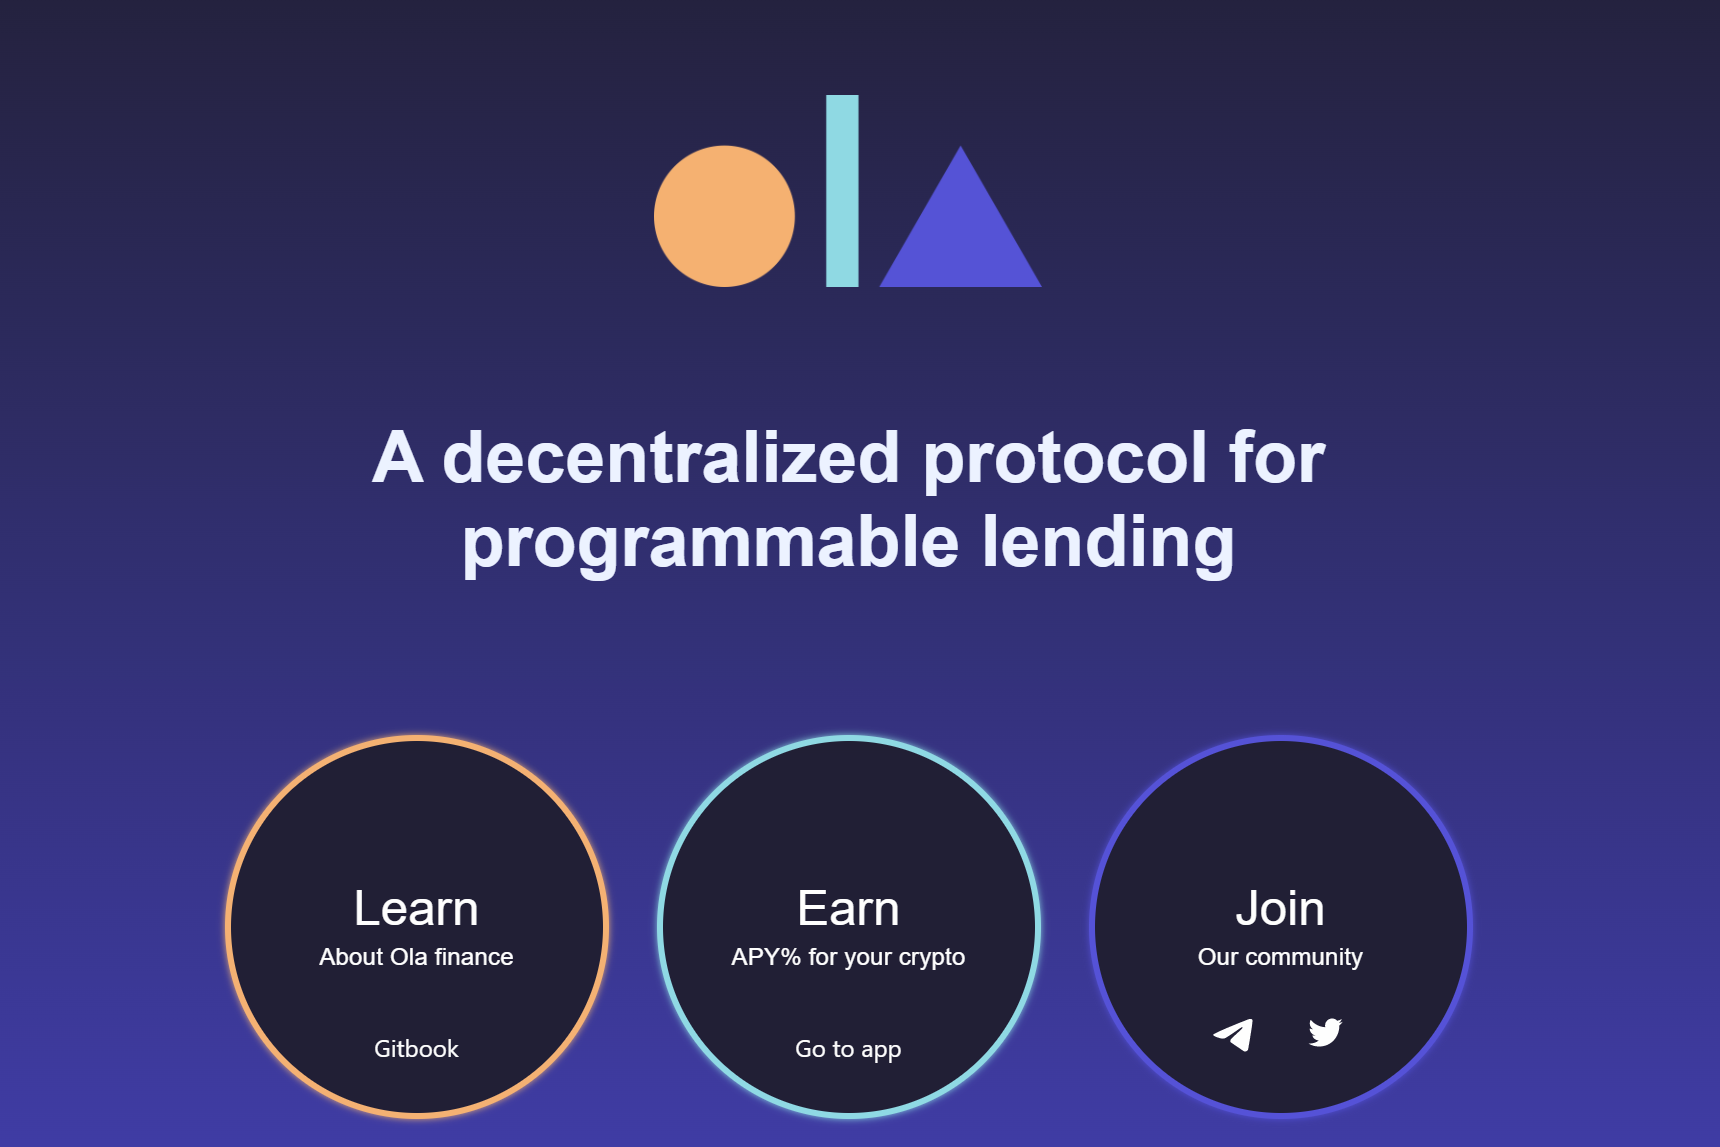 ola
A decentralized protocol for
programmable lending
Learn
About Ola finance
Gitbook
Earn
APY% for your crypto
Go to app
Join
Our community